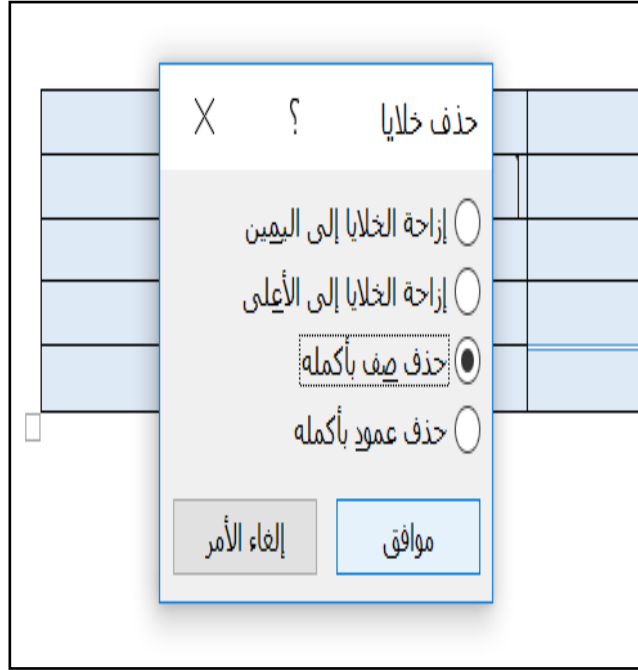 حذف خلايا ؟ X
إزاحة الخلايا إلى اليمين
إزاحة الخلايا إلى الأعلى
حذف صف بأكمله
حذف عمود بأكمله
موافق إلغاء الأمر